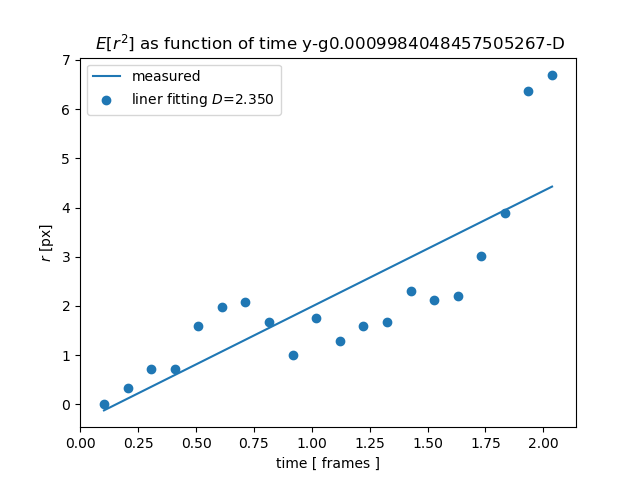 E[r²] as function of time y-g0.0009984048457505267-D
measured
liner fitting D=2.350
7
6
5
4
3
2
1
0
r [px]
0.00 0.25 0.50 0.75 1.00 1.25 1.50 1.75 2.00
time [ frames ]